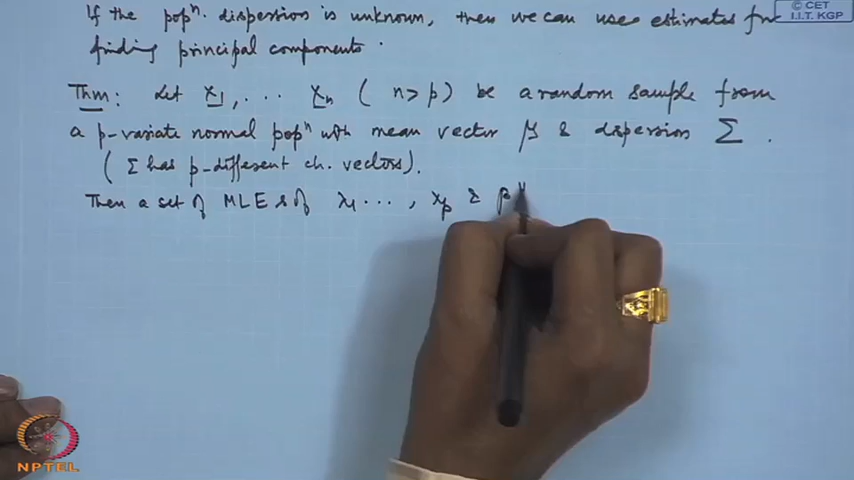 © CET
I.I.T. KGP
If the popⁿ. dispersion is unknown, then we can use estimates for
finding principal components.
Thm: Let x₁, ... xₙ ( n > p) be a random sample from
a p-variate normal popⁿ with mean vector μ & dispersion Σ.
(Σ has p-different ch. vectors).
Then a set of MLEs of λ₁ ..., λₚ &
NPTEL